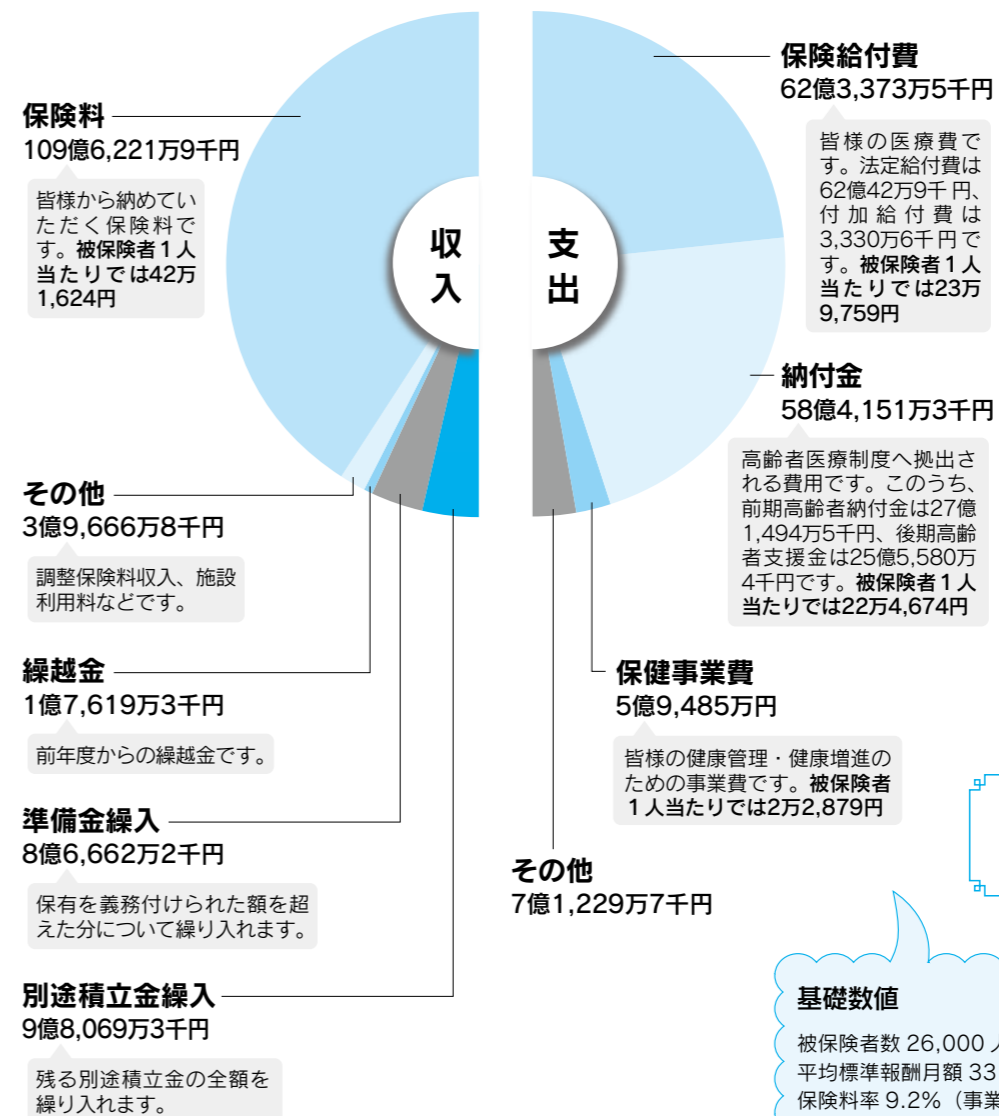 収
入
支
出
保険料
109億6,221万9千円
皆様から納めてい
ただく保険料で
す。被保険者1人
当たりでは42万
1,624円
その他
3億9,666万8千円
調整保険料収入、施設
利用料などです。
繰越金
1億7,619万3千円
前年度からの繰越金です。
準備金繰入
8億6,662万2千円
保有を義務付けられた額を超
えた分について繰り入れます。
別途積立金繰入
9億8,069万3千円
残る別途積立金の全額を
繰り入れます。
保険給付費
62億3,373万5千円
皆様の医療費で
す。法定給付費は
62億42万9千円、
付加給付費は
3,330万6千円で
す。被保険者1人
当たりでは23万
9,759円
納付金
58億4,151万3千円
高齢者医療制度へ拠出さ
れる費用です。このうち、
前期高齢者納付金は27億
1,494万5千円、後期高齢
者支援金は25億5,580万
4千円です。被保険者1人
当たりでは22万4,674円
保健事業費
5億9,485万円
皆様の健康管理・健康増進の
ための事業費です。被保険者
1人当たりでは2万2,879円
その他
7億1,229万7千円
基礎数値
被保険者数 26,000 人
平均標準報酬月額 33
保険料率 9.2%（事業